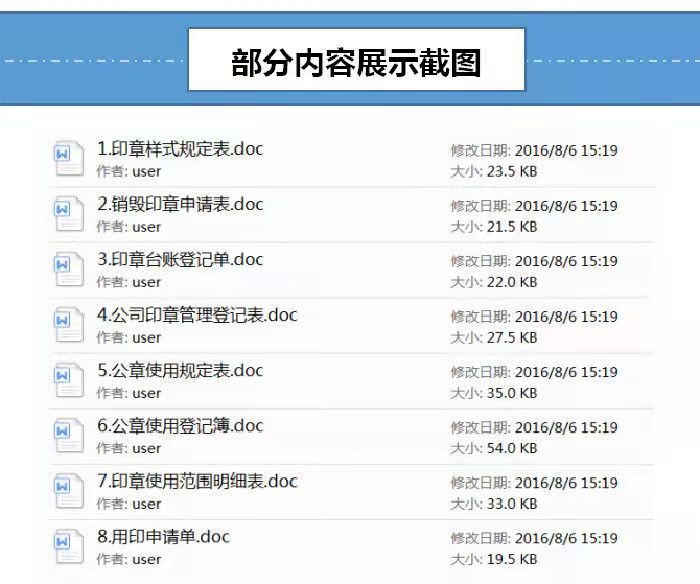 部分内容展示截图
1.印章样式规定表.doc 修改日期: 2016/8/6 15:19
作者: user 大小: 23.5 KB
2.销毁印章申请表.doc 修改日期: 2016/8/6 15:19
作者: user 大小: 21.5 KB
3.印章台账登记单.doc 修改日期: 2016/8/6 15:19
作者: user 大小: 22.0 KB
4.公司印章管理登记表.doc 修改日期: 2016/8/6 15:19
作者: user 大小: 27.5 KB
5.公章使用规定表.doc 修改日期: 2016/8/6 15:19
作者: user 大小: 35.0 KB
6.公章使用登记簿.doc 修改日期: 2016/8/6 15:19
作者: user 大小: 54.0 KB
7.印章使用范围明细表.doc 修改日期: 2016/8/6 15:19
作者: user 大小: 33.0 KB
8.用印申请单.doc 修改日期: 2016/8/6 15:19
作者: user 大小: 19.5 KB